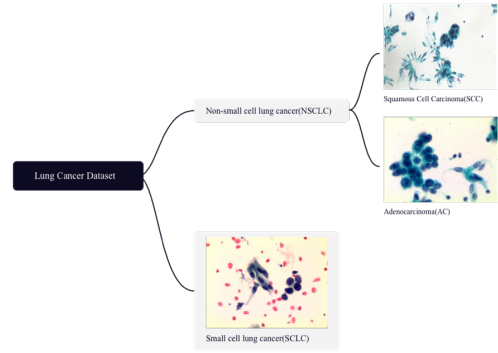 Squamous Cell Carcinoma(SCC)
Non-small cell lung cancer(NSCLC)
Lung Cancer Dataset
Adenocarcinoma(AC)
Small cell lung cancer(SCLC)